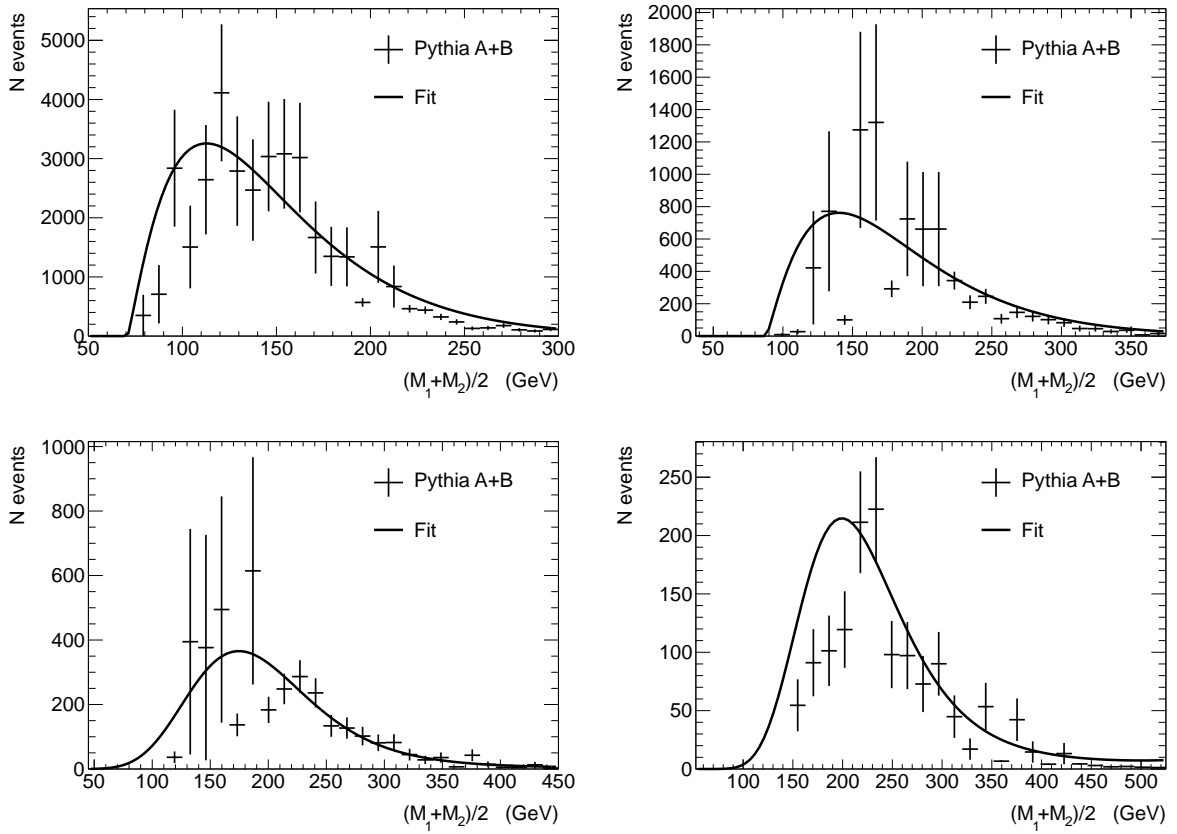 N events
5000
4000
3000
2000
1000
0
50 100 150 200 250 300
(M1+M2)/2 (GeV)
Pythia A+B
Fit
N events
2000
1800
1600
1400
1200
1000
800
600
400
200
0
50 100 150 200 250 300 350
(M1+M2)/2 (GeV)
Pythia A+B
Fit
N events
1000
800
600
400
200
0
50 100 150 200 250 300 350 400 450
(M1+M2)/2 (GeV)
Pythia A+B
Fit
N events
250
200
150
100
50
0
100 150 200 250 300 350 400 450 500
(M1+M2)/2 (GeV)
Pythia A+B
Fit